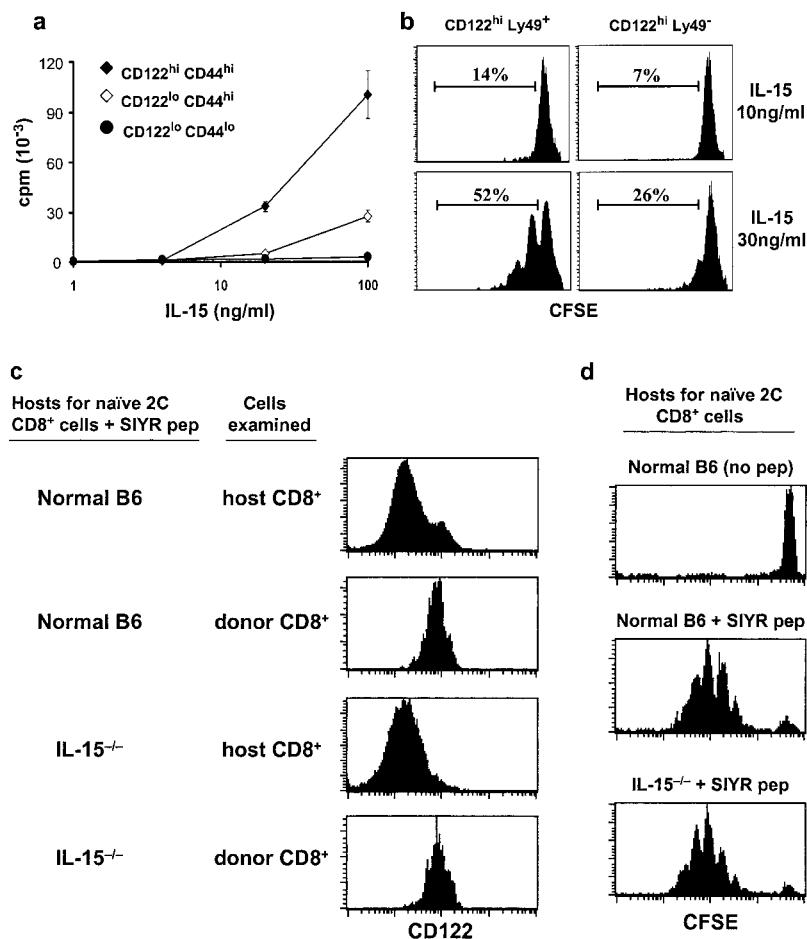 a
120
90
60
30
0
cpm (10⁻³)
CD122ʰⁱ CD44ʰⁱ
CD122ˡᵒ CD44ʰⁱ
CD122ˡᵒ CD44ˡᵒ
1
10
100
IL-15 (ng/ml)
b
CD122ʰⁱ Ly49⁺
CD122ʰⁱ Ly49⁻
14%
7%
IL-15
10ng/ml
52%
26%
IL-15
30ng/ml
CFSE
c
Hosts for naïve 2C
CD8⁺ cells + SIYR pep
Cells
examined
Normal B6
host CD8⁺
Normal B6
donor CD8⁺
IL-15⁻/⁻
host CD8⁺
IL-15⁻/⁻
donor CD8⁺
CD122
d
Hosts for naïve 2C
CD8⁺ cells
Normal B6 (no pep)
Normal B6 + SIYR pep
IL-15⁻/⁻ + SIYR pep
CFSE